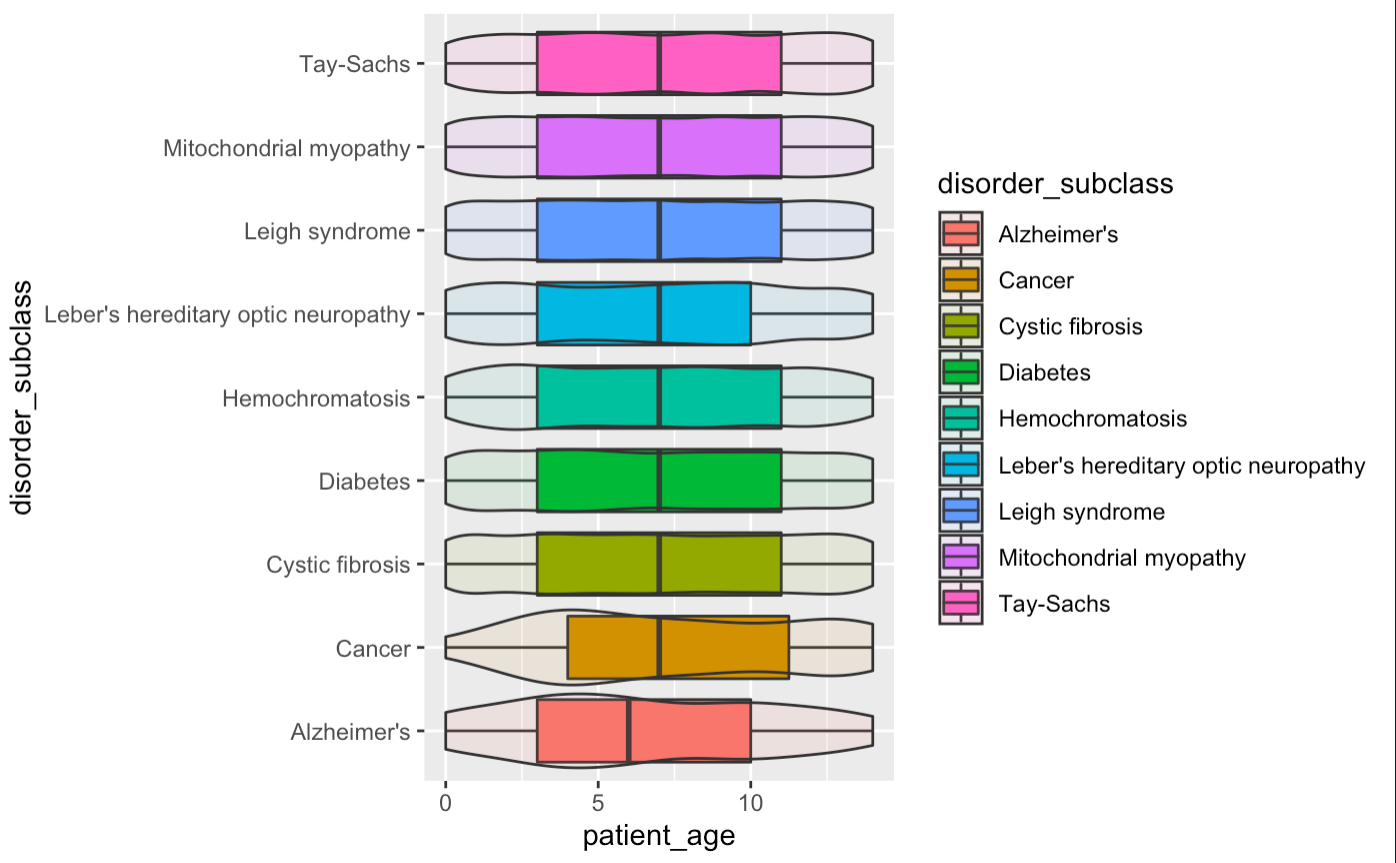 disorder_subclass
Tay-Sachs
Mitochondrial myopathy
Leigh syndrome
Leber's hereditary optic neuropathy
Hemochromatosis
Diabetes
Cystic fibrosis
Cancer
Alzheimer's
0 5 10
patient_age
disorder_subclass
Alzheimer's
Cancer
Cystic fibrosis
Diabetes
Hemochromatosis
Leber's hereditary optic neuropathy
Leigh syndrome
Mitochondrial myopathy
Tay-Sachs